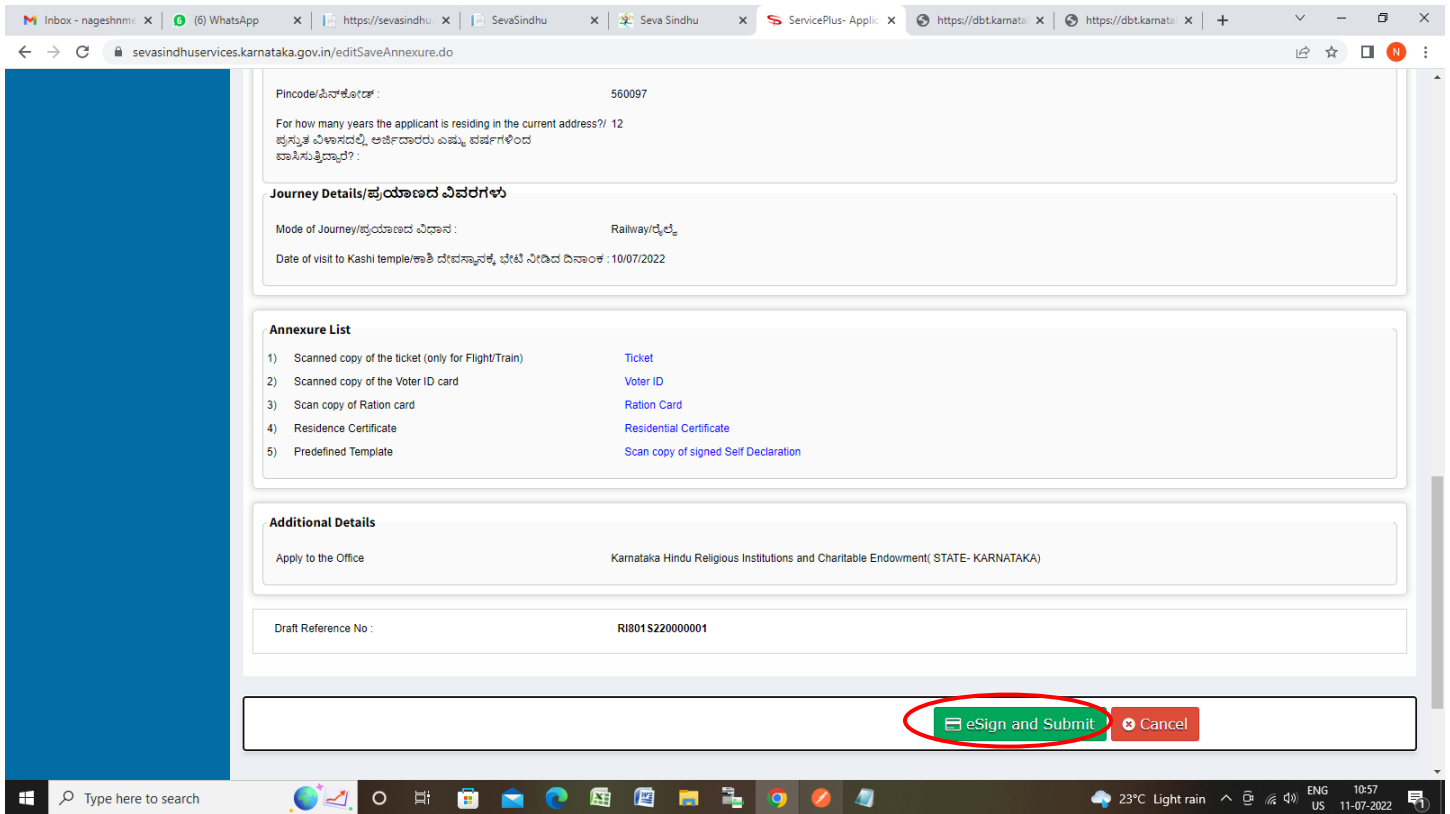 Inbox - nageshnme
(6) WhatsApp
https://sevasindhu.
SevaSindhu
Seva Sindhu
ServicePlus- Applic
https://dbt.karnata
https://dbt.karnata
sevasindhuservices.karnataka.gov.in/editSaveAnnexure.do
N
Pincode/ಪಿನ್‌ಕೋಡ್ : 560097
For how many years the applicant is residing in the current address?/ 12
ಪ್ರಸ್ತುತ ವಿಳಾಸದಲ್ಲಿ ಅರ್ಜಿದಾರರು ಎಷ್ಟು ವರ್ಷಗಳಿಂದ
ವಾಸಿಸುತ್ತಿದ್ದಾರೆ? :
Journey Details/ಪ್ರಯಾಣದ ವಿವರಗಳು
Mode of Journey/ಪ್ರಯಾಣದ ವಿಧಾನ : Railway/ರೈಲ್ವೆ
Date of visit to Kashi temple/ಕಾಶಿ ದೇವಸ್ಥಾನಕ್ಕೆ ಭೇಟಿ ನೀಡಿದ ದಿನಾಂಕ : 10/07/2022
Annexure List
1) Scanned copy of the ticket (only for Flight/Train) Ticket
2) Scanned copy of the Voter ID card Voter ID
3) Scan copy of Ration card Ration Card
4) Residence Certificate Residential Certificate
5) Predefined Template Scan copy of signed Self Declaration
Additional Details
Apply to the Office Karnataka Hindu Religious Institutions and Charitable Endowment( STATE- KARNATAKA)
Draft Reference No : RI801S220000001
eSign and Submit Cancel
Type here to search
23°C Light rain
ENG
US
10:57
11-07-2022
1